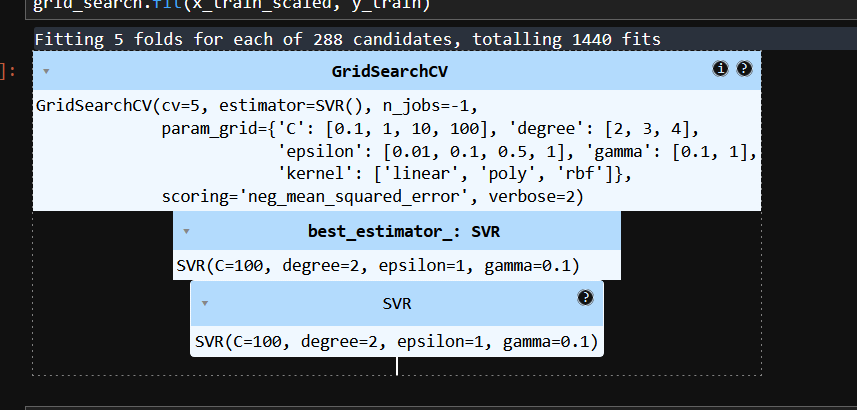 grid_search.fit(x_train_scaled, y_train)
Fitting 5 folds for each of 288 candidates, totalling 1440 fits
]:
GridSearchCV
i ?
GridSearchCV(cv=5, estimator=SVR(), n_jobs=-1,
param_grid={'C': [0.1, 1, 10, 100], 'degree': [2, 3, 4],
'epsilon': [0.01, 0.1, 0.5, 1], 'gamma': [0.1, 1],
'kernel': ['linear', 'poly', 'rbf']},
scoring='neg_mean_squared_error', verbose=2)
best_estimator_: SVR
SVR(C=100, degree=2, epsilon=1, gamma=0.1)
SVR
?
SVR(C=100, degree=2, epsilon=1, gamma=0.1)